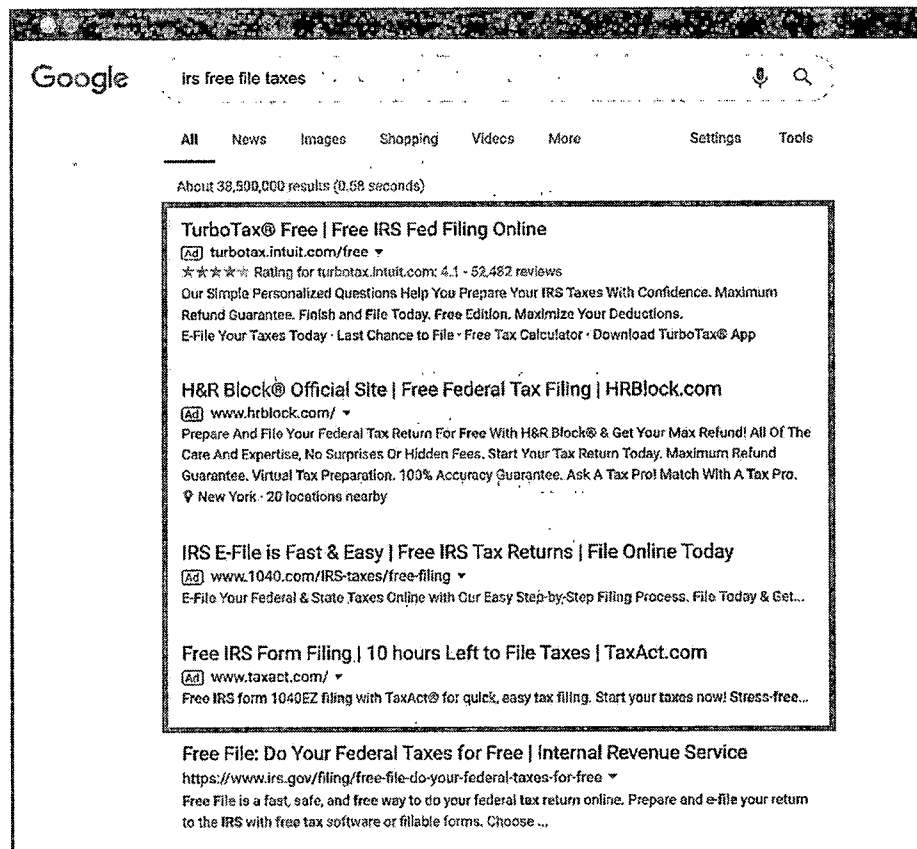 Google
irs free file taxes
All News Images Shopping Videos More Settings Tools
About 38,500,000 results (0.58 seconds)
TurboTax® Free | Free IRS Fed Filing Online
Ad turbotax.intuit.com/free
Rating for turbotax.intuit.com: 4.1 - 52,482 reviews
Our Simple Personalized Questions Help You Prepare Your IRS Taxes With Confidence. Maximum
Refund Guarantee. Finish and File Today. Free Edition. Maximize Your Deductions.
E-File Your Taxes Today · Last Chance to File · Free Tax Calculator · Download TurboTax® App
H&R Block® Official Site | Free Federal Tax Filing | HRBlock.com
Ad www.hrblock.com/
Prepare And File Your Federal Tax Return For Free With H&R Block® & Get Your Max Refund! All Of The
Care And Expertise, No Surprises Or Hidden Fees. Start Your Tax Return Today. Maximum Refund
Guarantee. Virtual Tax Preparation. 100% Accuracy Guarantee. Ask A Tax Pro! Match With A Tax Pro.
New York · 20 locations nearby
IRS E-File is Fast & Easy | Free IRS Tax Returns | File Online Today
Ad www.1040.com/IRS-taxes/free-filing
E-File Your Federal & State Taxes Online with Our Easy Step-by-Step Filing Process. File Today & Get...
Free IRS Form Filing | 10 hours Left to File Taxes | TaxAct.com
Ad www.taxact.com/
Free IRS form 1040EZ filing with TaxAct® for quick, easy tax filing. Start your taxes now! Stress-free...
Free File: Do Your Federal Taxes for Free | Internal Revenue Service
https://www.irs.gov/filing/free-file-do-your-federal-taxes-for-free
Free File is a fast, safe, and free way to do your federal tax return online. Prepare and e-file your return
to the IRS with free tax software or fillable forms. Choose ...